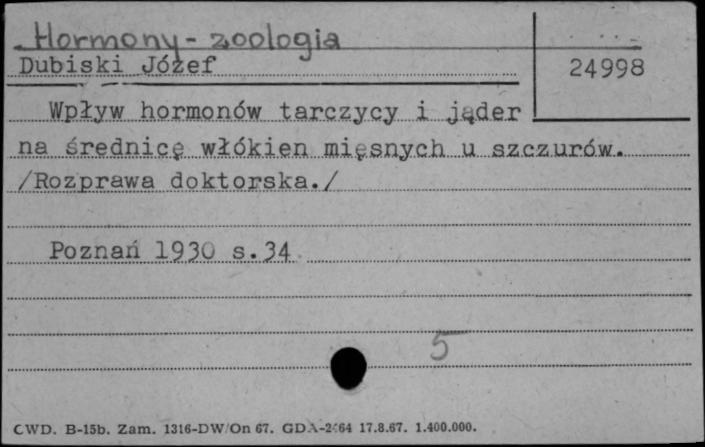 Hormony - zoologia
Dubiski Józef
24998
Wpływ hormonów tarczycy i jąder
na średnicę włókien mięsnych u szczurów.
/Rozprawa doktorska./
Poznań 1930 s.34
5
CWD. B-15b. Zam. 1316-DW/On 67. GDA-2464 17.8.67. 1.400.000.